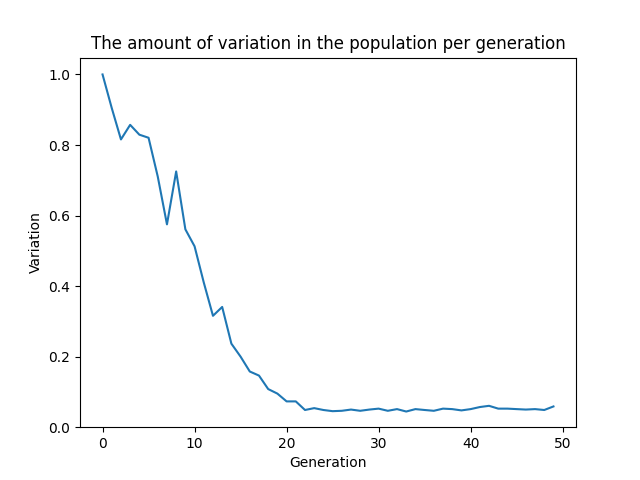 The amount of variation in the population per generation
1.0
0.8
0.6
0.4
0.2
0.0
Variation
0 10 20 30 40 50
Generation